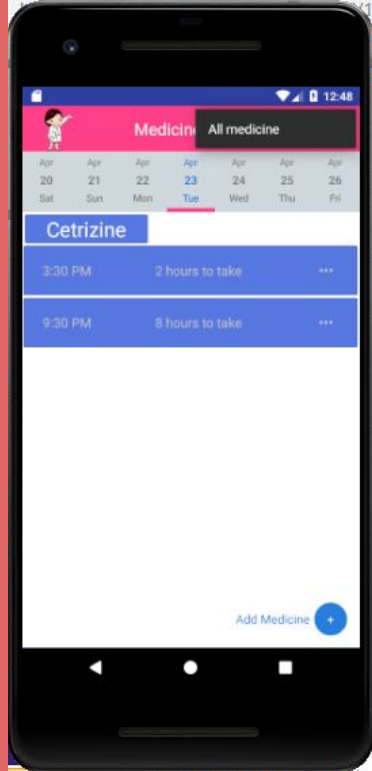 12:48
Medicin All medicine
Apr Apr Apr Apr Apr Apr Apr
20 21 22 23 24 25 26
Sat Sun Mon Tue Wed Thu Fri
Cetrizine
3:30 PM 2 hours to take ...
9:30 PM 8 hours to take ...
Add Medicine +